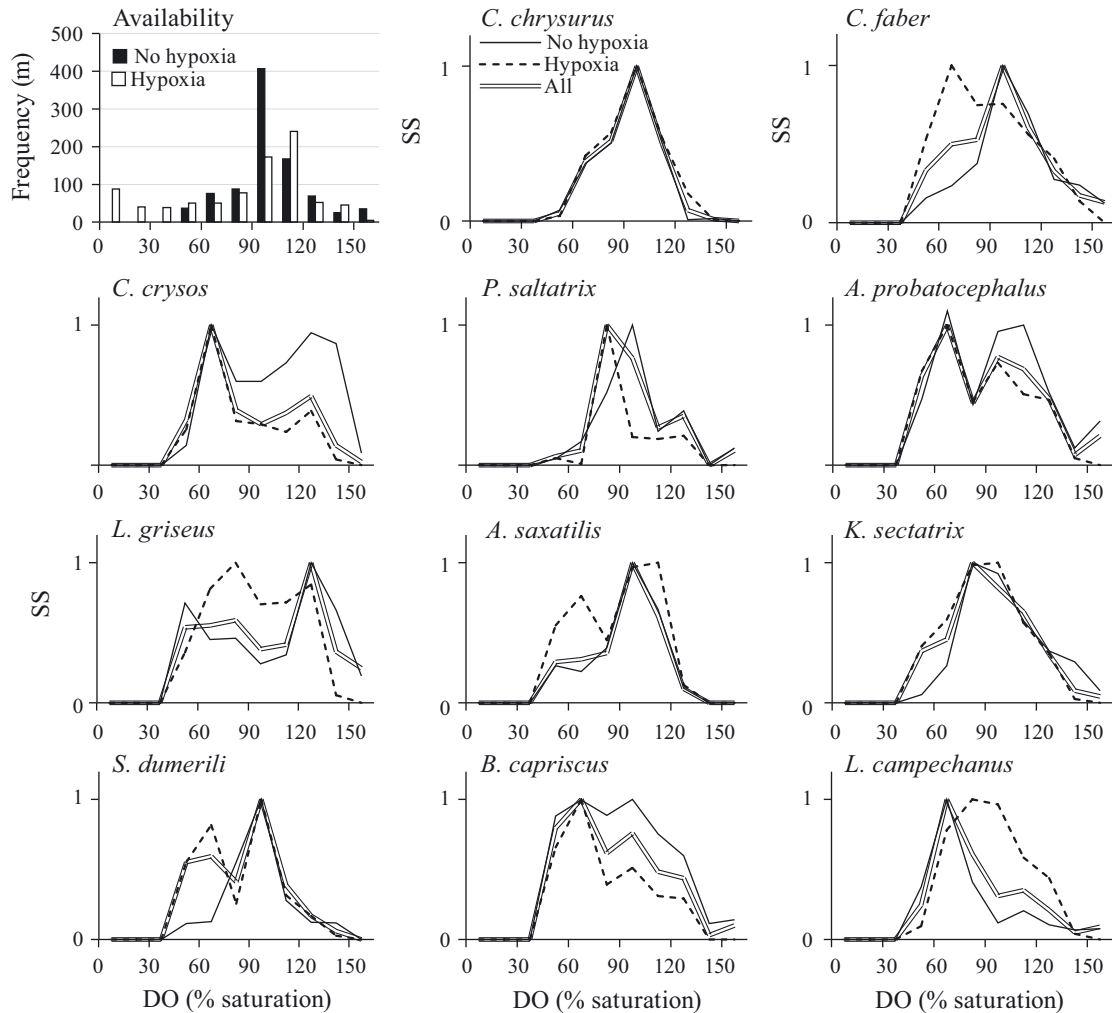 Availability
Frequency (m)
500
400
300
200
100
0
No hypoxia
Hypoxia
0 30 60 90 120 150
C. chrysurus
SS
1
0
No hypoxia
Hypoxia
All
0 30 60 90 120 150
C. faber
SS
1
0
0 30 60 90 120 150
C. crysos
1
0
0 30 60 90 120 150
P. saltatrix
1
0
0 30 60 90 120 150
A. probatocephalus
1
0
0 30 60 90 120 150
L. griseus
SS
1
0
0 30 60 90 120 150
A. saxatilis
1
0
0 30 60 90 120 150
K. sectatrix
1
0
0 30 60 90 120 150
S. dumerili
1
0
0 30 60 90 120 150
DO (% saturation)
B. capriscus
1
0
0 30 60 90 120 150
DO (% saturation)
L. campechanus
1
0
0 30 60 90 120 150
DO (% saturation)